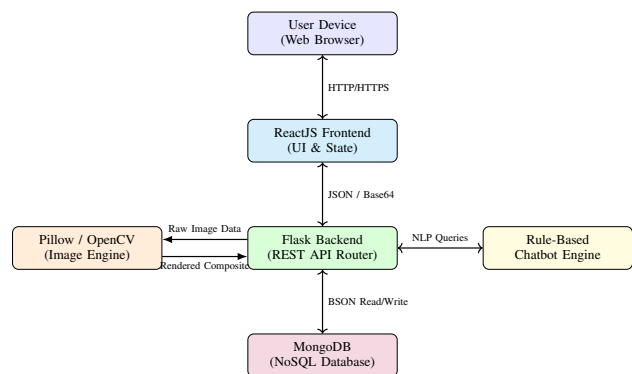 User Device
(Web Browser)
HTTP/HTTPS
ReactJS Frontend
(UI & State)
JSON / Base64
Pillow / OpenCV
(Image Engine)
Raw Image Data
Rendered Composite
Flask Backend
(REST API Router)
NLP Queries
Rule-Based
Chatbot Engine
BSON Read/Write
MongoDB
(NoSQL Database)